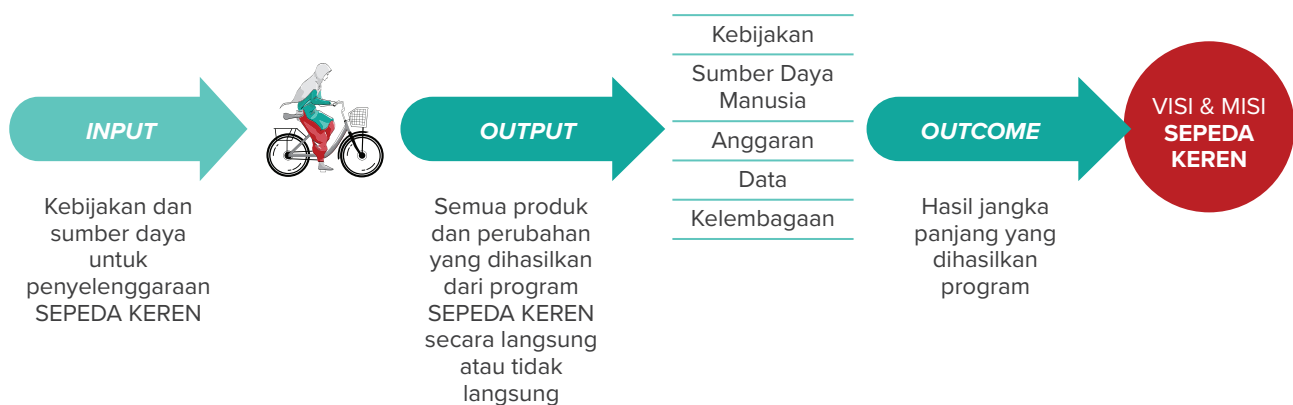 INPUT
Kebijakan dan
sumber daya
untuk
penyelenggaraan
SEPEDA KEREN
OUTPUT
Semua produk
dan perubahan
yang dihasilkan
dari program
SEPEDA KEREN
secara langsung
atau tidak
langsung
Kebijakan
Sumber Daya
Manusia
Anggaran
Data
Kelembagaan
OUTCOME
Hasil jangka
panjang yang
dihasilkan
program
VISI & MISI
SEPEDA
KEREN